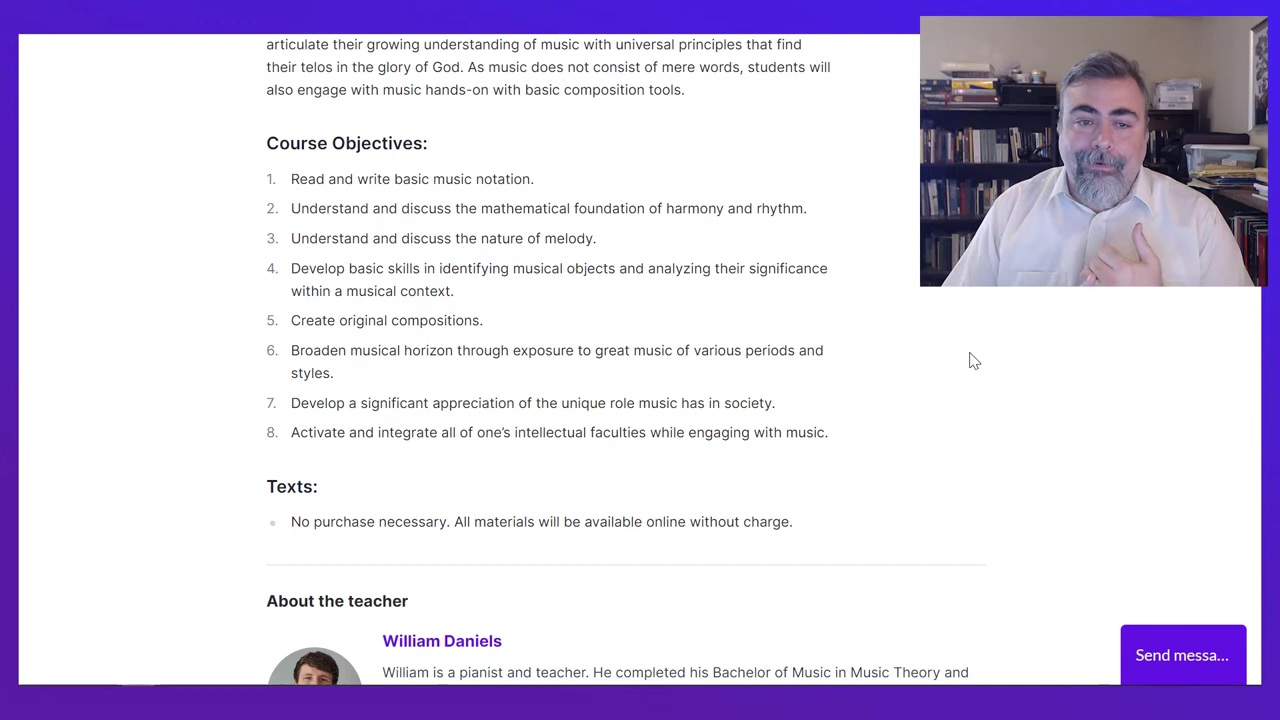 articulate their growing understanding of music with universal principles that find
their telos in the glory of God. As music does not consist of mere words, students will
also engage with music hands-on with basic composition tools.
Course Objectives:
1. Read and write basic music notation.
2. Understand and discuss the mathematical foundation of harmony and rhythm.
3. Understand and discuss the nature of melody.
4. Develop basic skills in identifying musical objects and analyzing their significance
within a musical context.
5. Create original compositions.
6. Broaden musical horizon through exposure to great music of various periods and
styles.
7. Develop a significant appreciation of the unique role music has in society.
8. Activate and integrate all of one’s intellectual faculties while engaging with music.
Texts:
No purchase necessary. All materials will be available online without charge.
About the teacher
William Daniels
William is a pianist and teacher. He completed his Bachelor of Music in Music Theory and
Send messa...